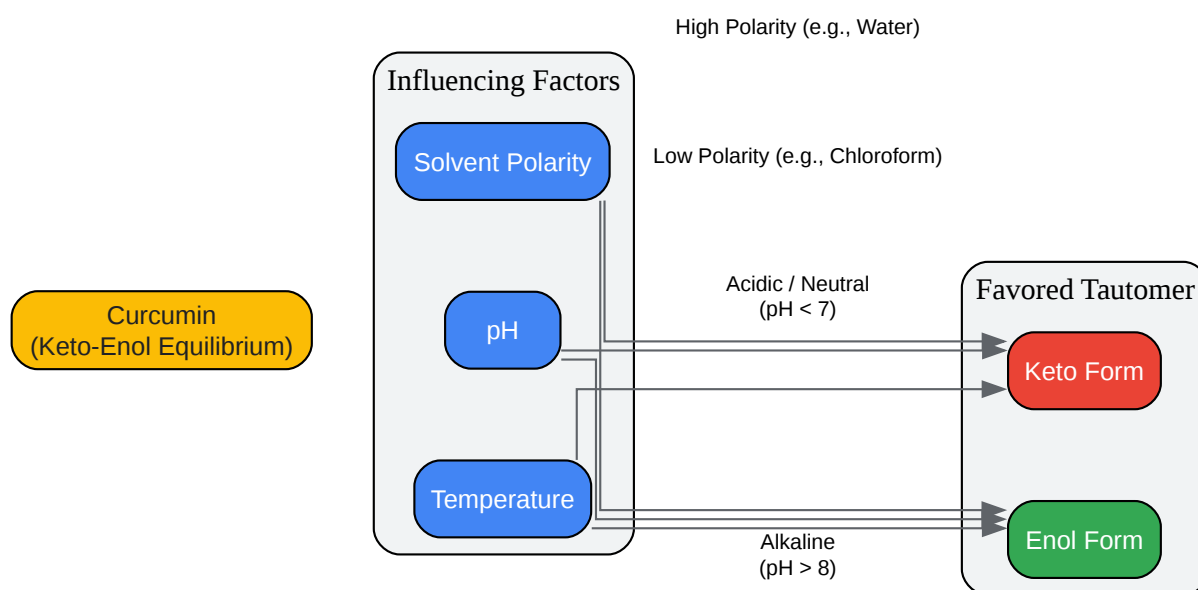 High Polarity (e.g., Water)
Influencing Factors
Solvent Polarity
Low Polarity (e.g., Chloroform)
Acidic / Neutral
(pH < 7)
Favored Tautomer
Curcumin
(Keto-Enol Equilibrium)
pH
Keto Form
Temperature
Enol Form
Alkaline
(pH > 8)